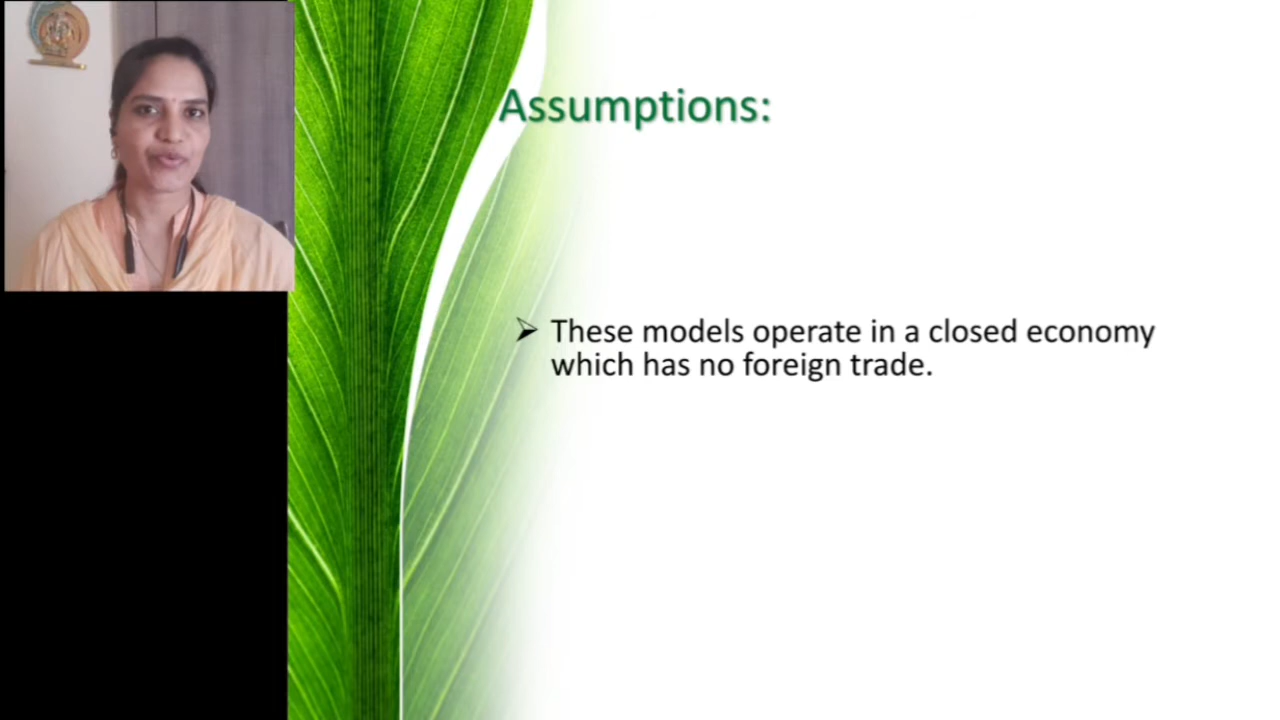 Assumptions:
➢ These models operate in a closed economy
which has no foreign trade.